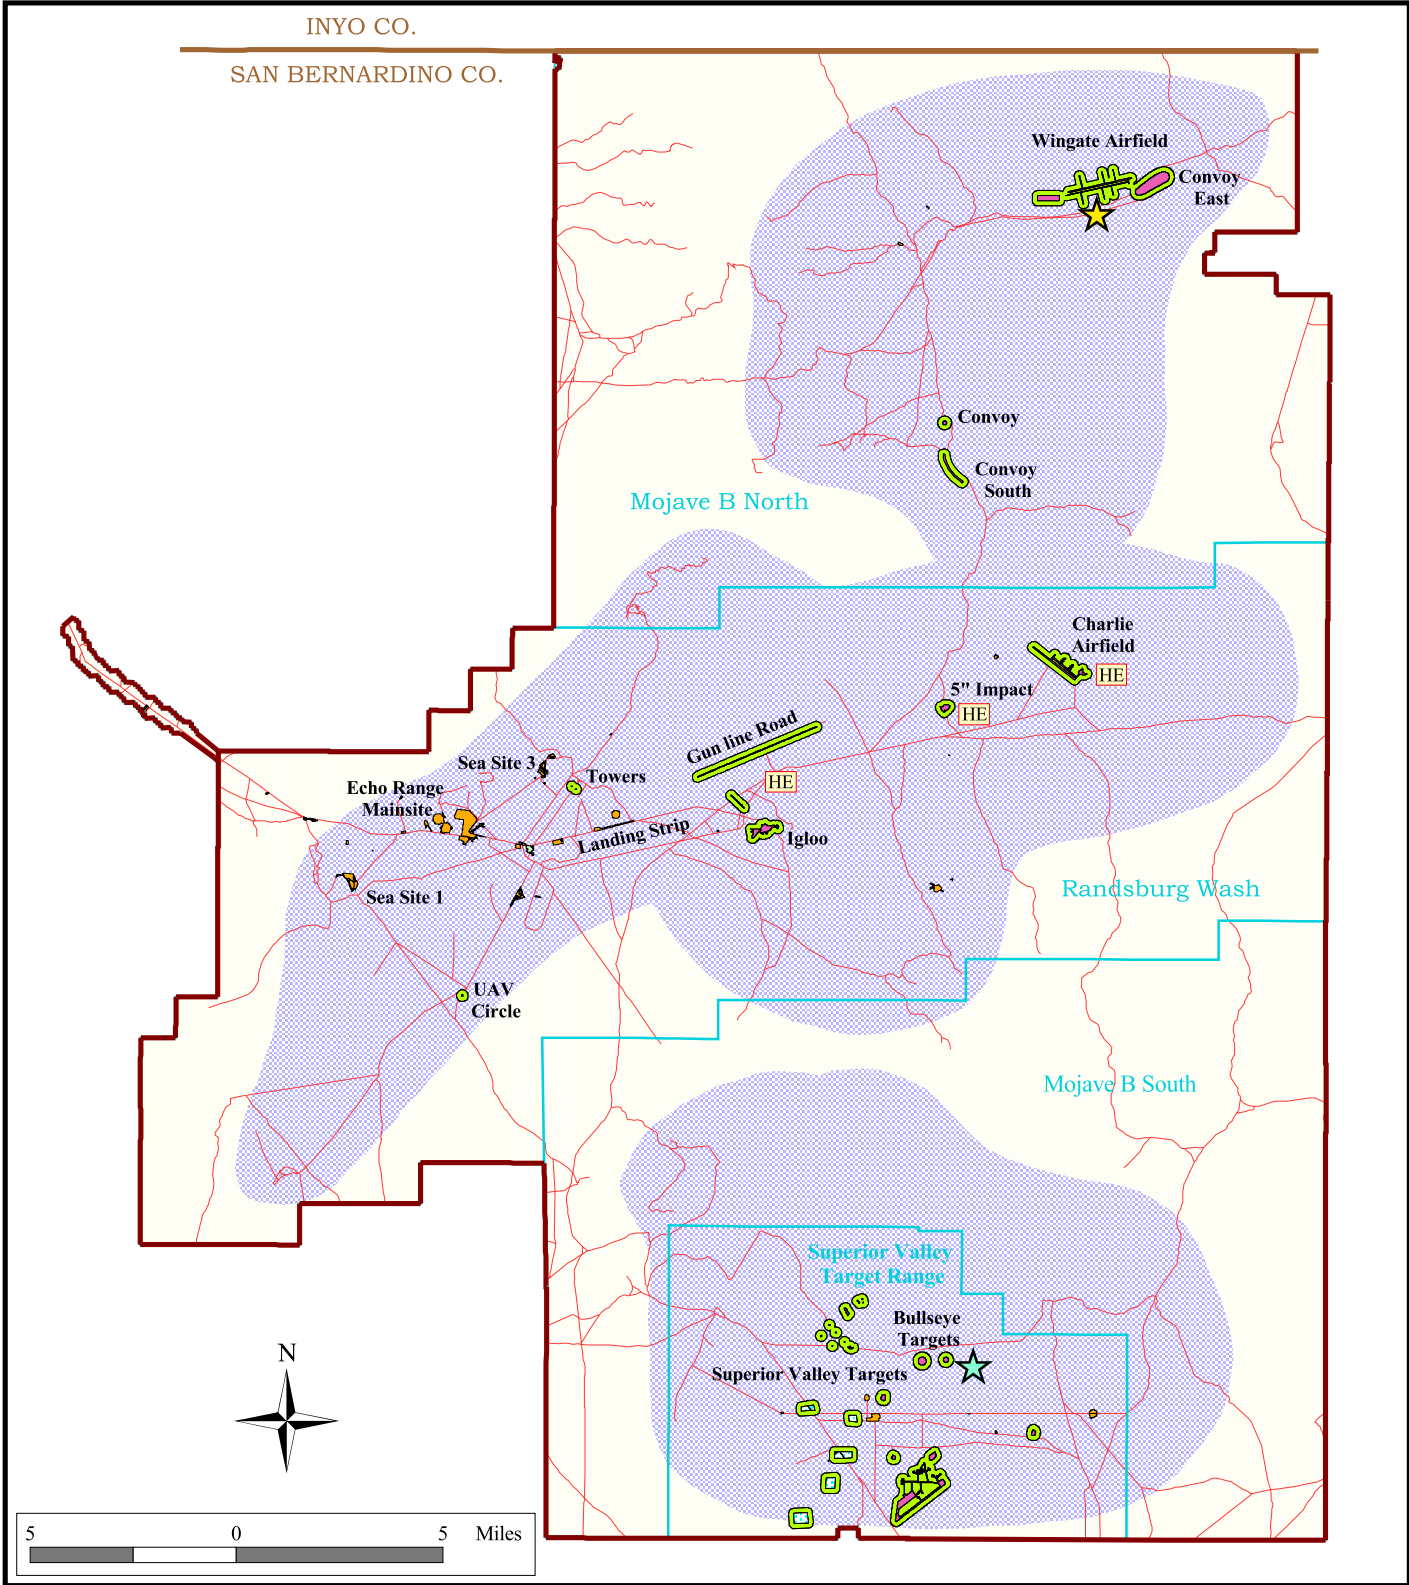 INYO CO.
SAN BERNARDINO CO.
Wingate Airfield
Convoy
East
Convoy
Convoy
South
Mojave B North
Charlie
Airfield
HE
5" Impact
HE
Gun line Road
HE
Sea Site 3
Towers
Echo Range
Mainsite
Landing Strip
Igloo
Sea Site 1
Randsburg Wash
UAV
Circle
Mojave B South
Superior Valley
Target Range
Bullseye
Targets
Superior Valley Targets
N
5 0 5 Miles